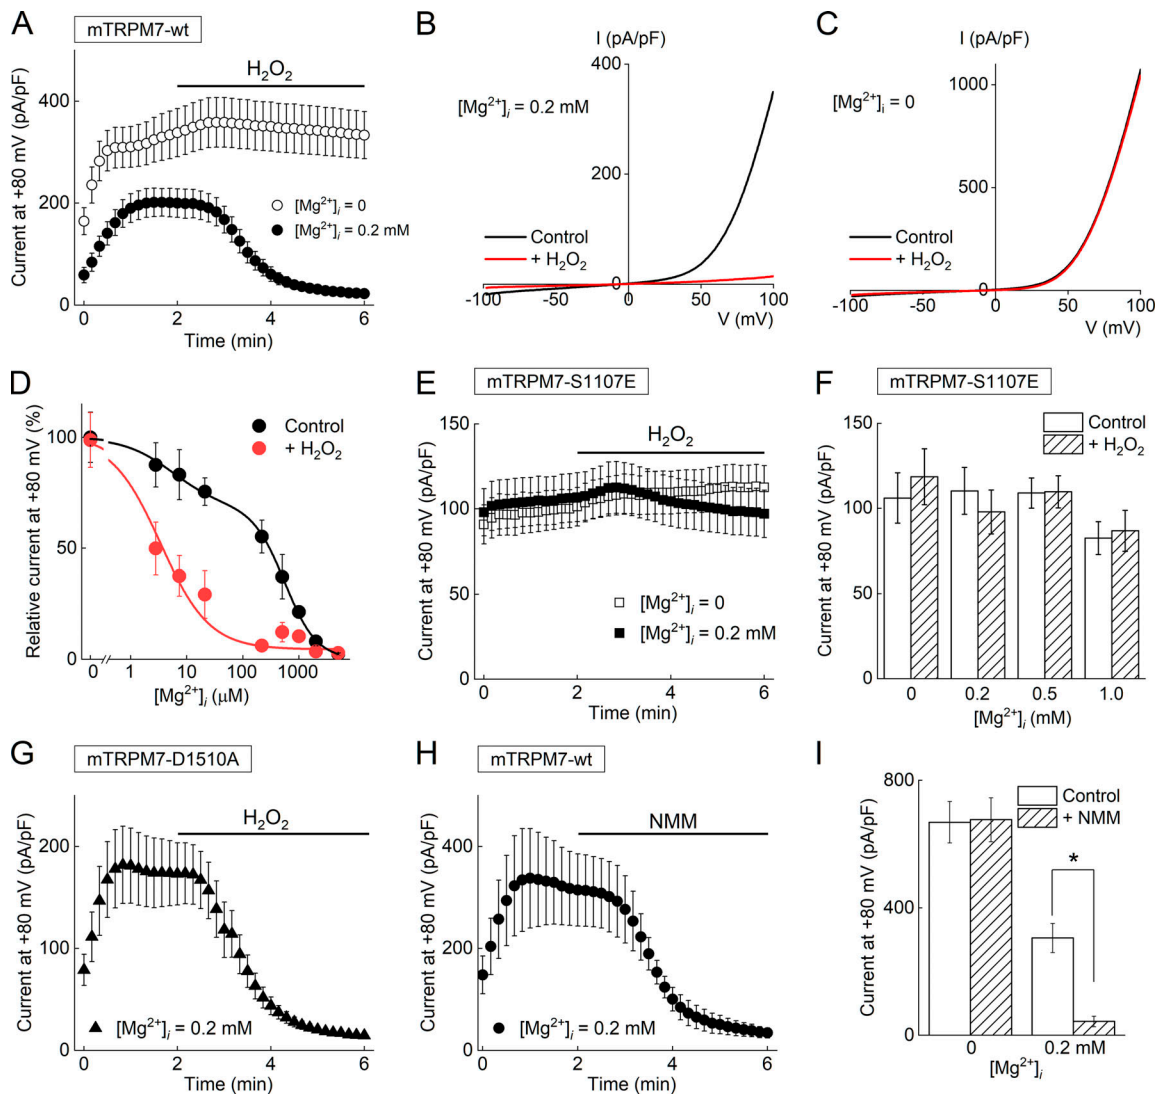 A
mTRPM7-wt
H₂O₂
Current at +80 mV (pA/pF)
400
200
0
[Mg²⁺]ᵢ = 0
[Mg²⁺]ᵢ = 0.2 mM
0 2 4 6
Time (min)
B
I (pA/pF)
400
[Mg²⁺]ᵢ = 0.2 mM
200
Control
+ H₂O₂
-100 -50 0 50 100
V (mV)
C
I (pA/pF)
1000
[Mg²⁺]ᵢ = 0
500
Control
+ H₂O₂
-100 -50 0 50 100
V (mV)
D
Relative current at +80 mV (%)
100
50
0
Control
+ H₂O₂
0 1 10 100 1000
[Mg²⁺]ᵢ (μM)
E
mTRPM7-S1107E
H₂O₂
Current at +80 mV (pA/pF)
150
100
50
0
[Mg²⁺]ᵢ = 0
[Mg²⁺]ᵢ = 0.2 mM
0 2 4 6
Time (min)
F
mTRPM7-S1107E
Current at +80 mV (pA/pF)
150
100
50
0
Control
+ H₂O₂
0 0.2 0.5 1.0
[Mg²⁺]ᵢ (mM)
G
mTRPM7-D1510A
H₂O₂
Current at +80 mV (pA/pF)
200
100
0
[Mg²⁺]ᵢ = 0.2 mM
0 2 4 6
Time (min)
H
mTRPM7-wt
NMM
Current at +80 mV (pA/pF)
400
200
0
[Mg²⁺]ᵢ = 0.2 mM
0 2 4 6
Time (min)
I
Current at +80 mV (pA/pF)
800
400
0
Control
+ NMM
*
0 0.2 mM
[Mg²⁺]ᵢ